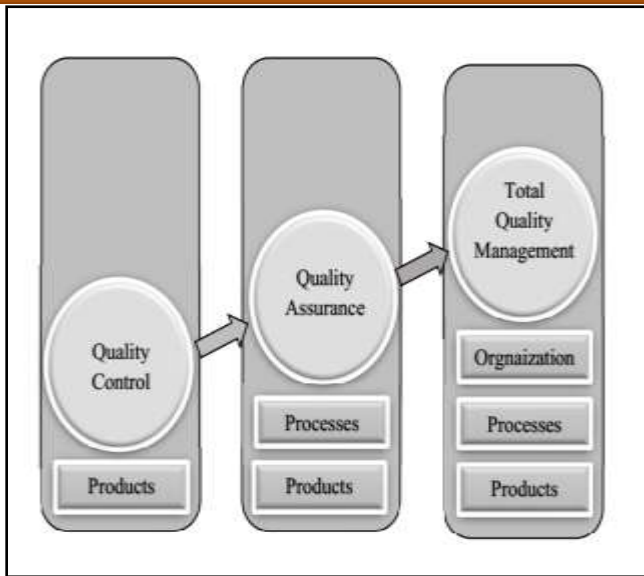 Quality
Control
Products
Quality
Assurance
Processes
Products
Total
Quality
Management
Orgnaization
Processes
Products